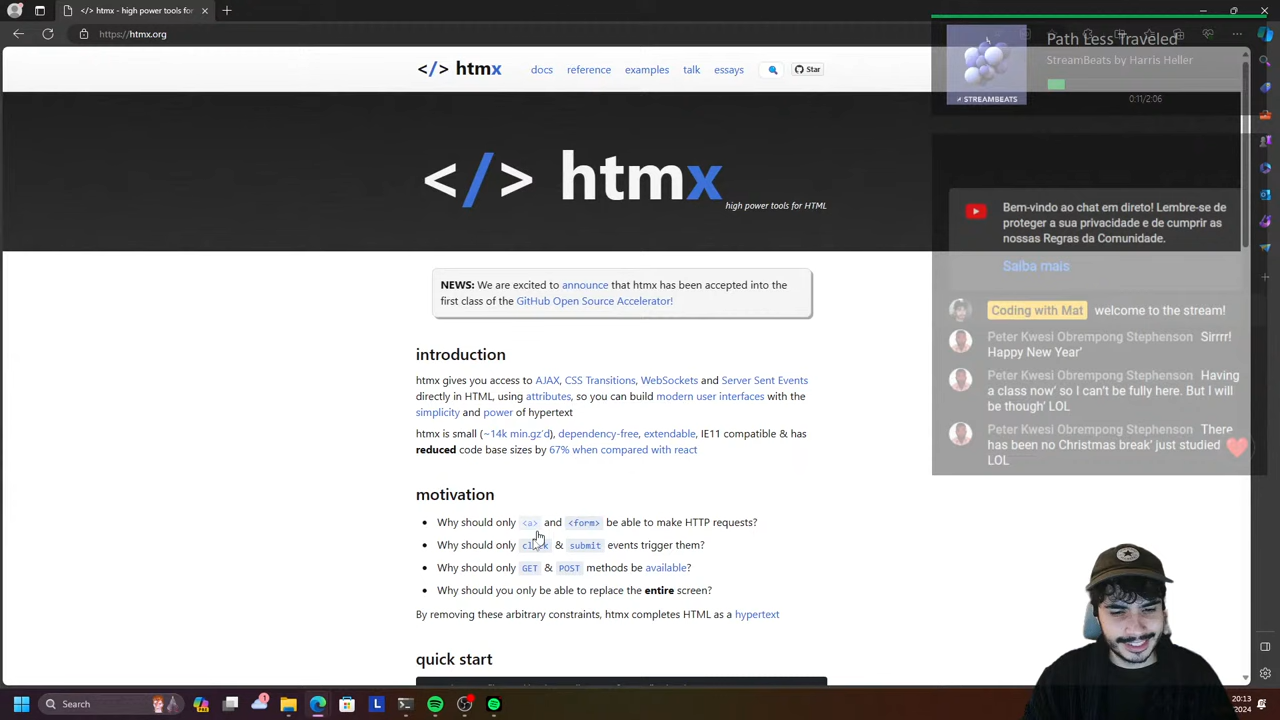 </> htmx - high power tools for
https://htmx.org
</> htmx
docs
reference
examples
talk
essays
Star
</> htmx
high power tools for HTML
NEWS: We are excited to announce that htmx has been accepted into the
first class of the GitHub Open Source Accelerator!
introduction
htmx gives you access to AJAX, CSS Transitions, WebSockets and Server Sent Events
directly in HTML, using attributes, so you can build modern user interfaces with the
simplicity and power of hypertext
htmx is small (~14k min.gz'd), dependency-free, extendable, IE11 compatible & has
reduced code base sizes by 67% when compared with react
motivation
Why should only <a> and <form> be able to make HTTP requests?
Why should only click & submit events trigger them?
Why should only GET & POST methods be available?
Why should you only be able to replace the entire screen?
By removing these arbitrary constraints, htmx completes HTML as a hypertext
quick start
Path Less Traveled
StreamBeats by Harris Heller
STREAMBEATS
0:11/2:06
Bem-vindo ao chat em direto! Lembre-se de
proteger a sua privacidade e de cumprir as
nossas Regras da Comunidade.
Saiba mais
Coding with Mat welcome to the stream!
Peter Kwesi Obrempong Stephenson Sirrrr!
Happy New Year'
Peter Kwesi Obrempong Stephenson Having
a class now' so I can't be fully here. But I will
be though' LOL
Peter Kwesi Obrempong Stephenson There
has been no Christmas break' just studied
LOL
Search
20:13
2024